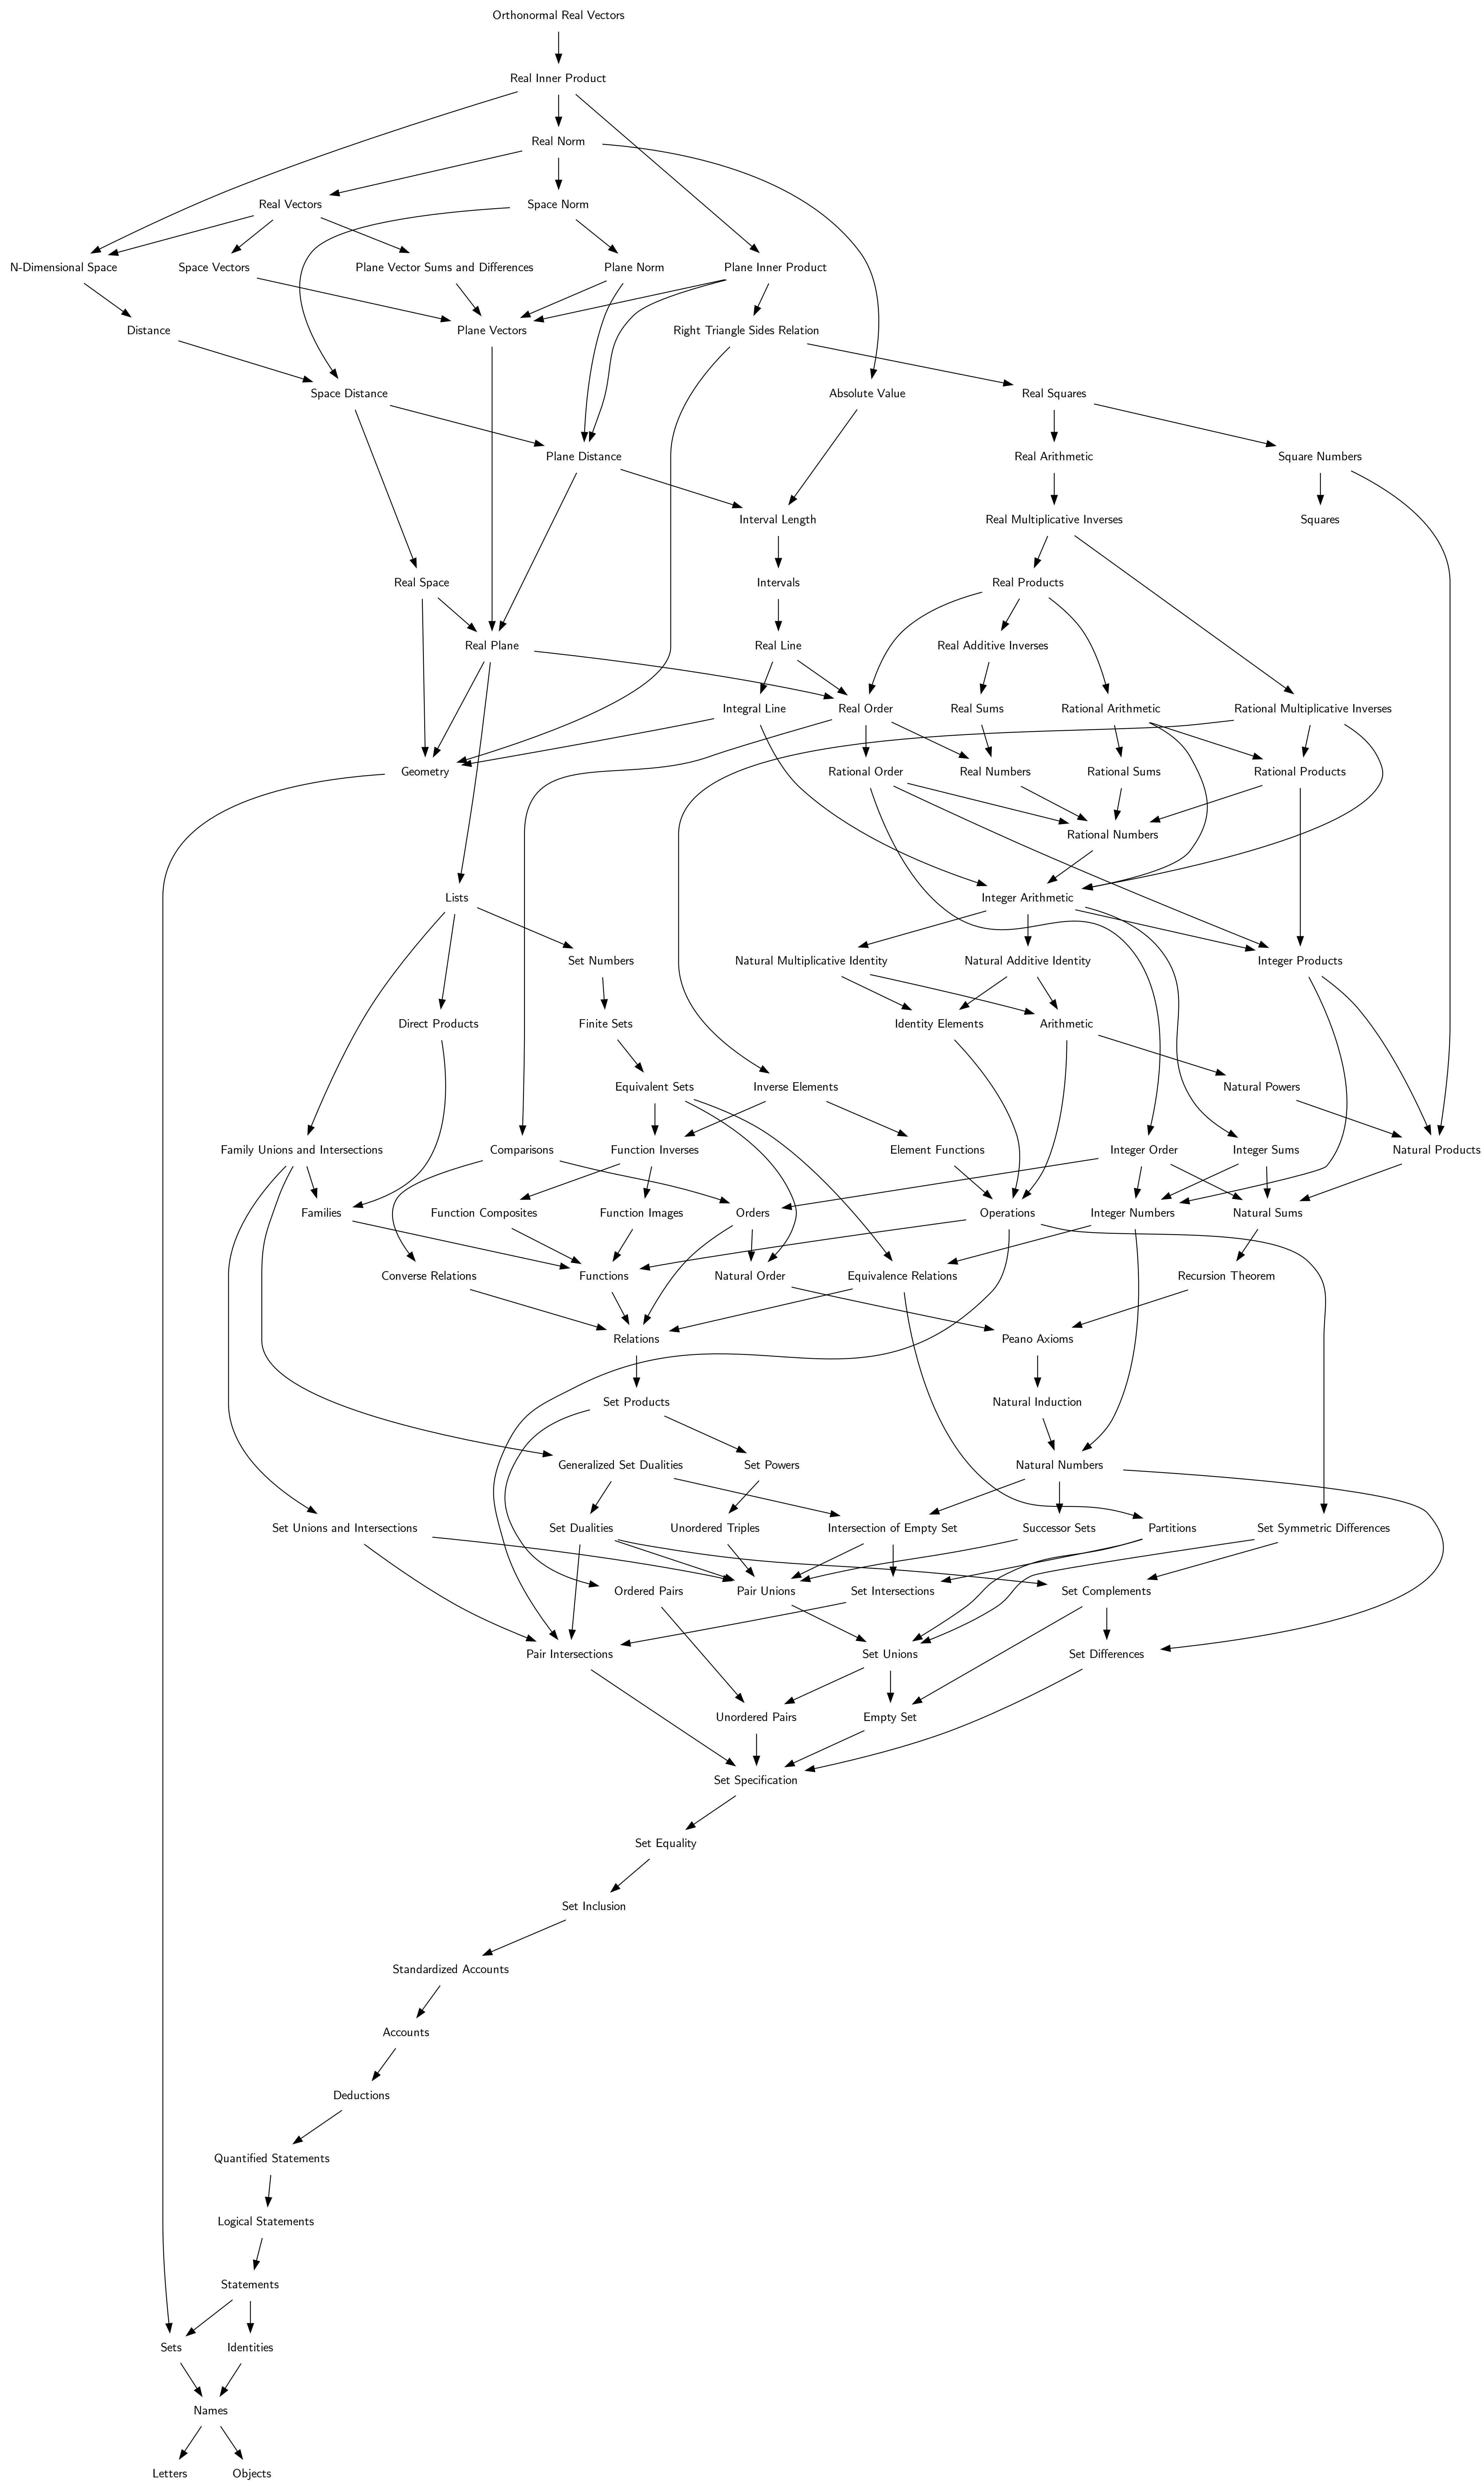 Orthonormal Real Vectors
Real Inner Product
Real Norm
Real Vectors
Space Norm
N-Dimensional Space
Space Vectors
Plane Vector Sums and Differences
Plane Norm
Plane Inner Product
Distance
Plane Vectors
Right Triangle Sides Relation
Space Distance
Absolute Value
Real Squares
Plane Distance
Real Arithmetic
Square Numbers
Interval Length
Real Multiplicative Inverses
Squares
Real Space
Intervals
Real Products
Real Plane
Real Line
Real Additive Inverses
Integral Line
Real Order
Real Sums
Rational Arithmetic
Rational Multiplicative Inverses
Geometry
Rational Order
Real Numbers
Rational Sums
Rational Products
Rational Numbers
Lists
Integer Arithmetic
Set Numbers
Natural Multiplicative Identity
Natural Additive Identity
Integer Products
Direct Products
Finite Sets
Identity Elements
Arithmetic
Equivalent Sets
Inverse Elements
Natural Powers
Family Unions and Intersections
Comparisons
Function Inverses
Element Functions
Integer Order
Integer Sums
Natural Products
Families
Function Composites
Function Images
Orders
Operations
Integer Numbers
Natural Sums
Converse Relations
Functions
Natural Order
Equivalence Relations
Recursion Theorem
Relations
Peano Axioms
Set Products
Natural Induction
Generalized Set Dualities
Set Powers
Natural Numbers
Set Unions and Intersections
Set Dualities
Unordered Triples
Intersection of Empty Set
Successor Sets
Partitions
Set Symmetric Differences
Ordered Pairs
Pair Unions
Set Intersections
Set Complements
Pair Intersections
Set Unions
Set Differences
Unordered Pairs
Empty Set
Set Specification
Set Equality
Set Inclusion
Standardized Accounts
Accounts
Deductions
Quantified Statements
Logical Statements
Statements
Sets
Identities
Names
Letters
Objects